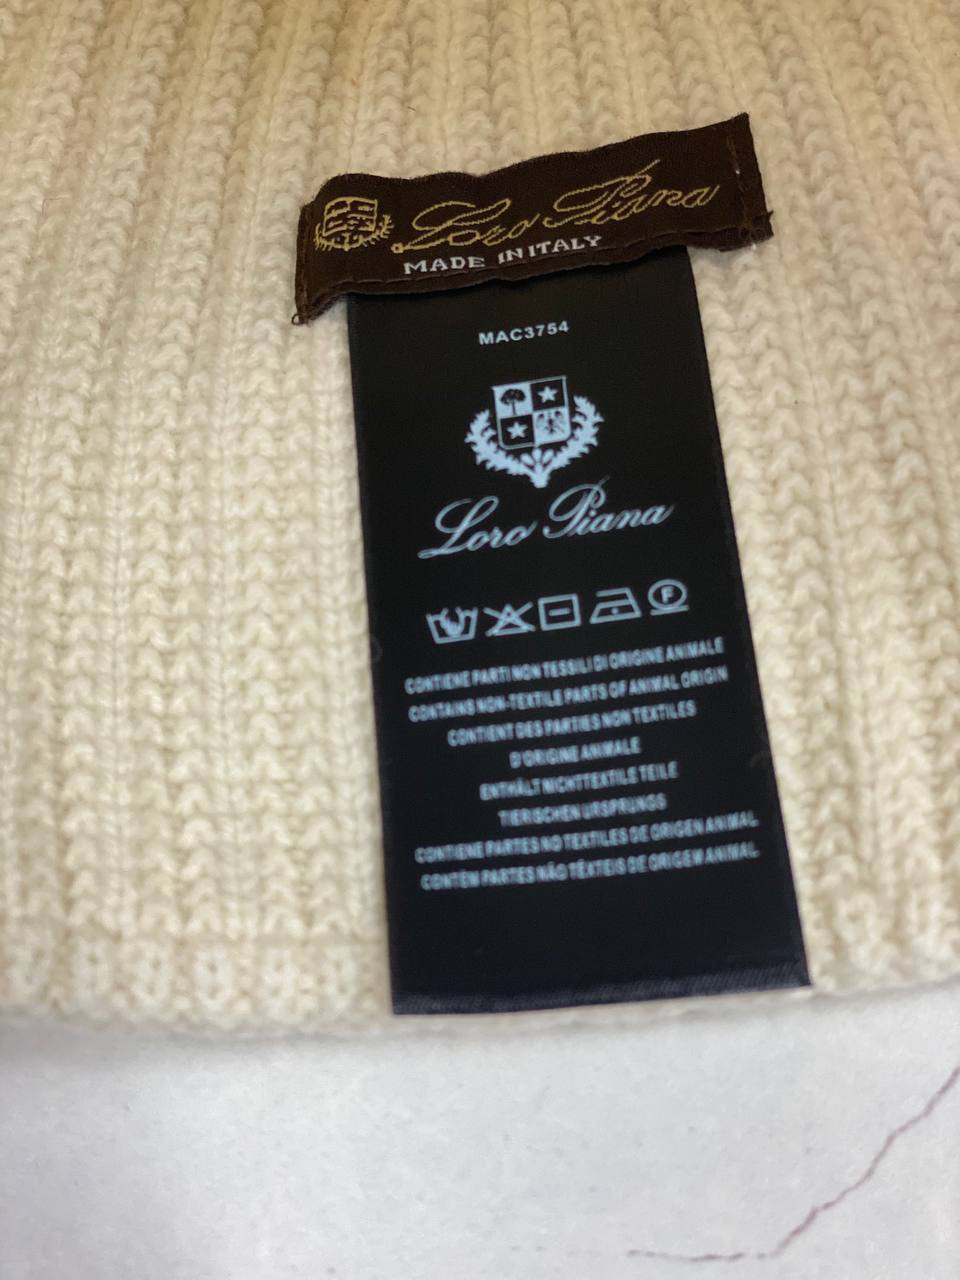 Loro Piana
MADE IN ITALY
MAC3754
Loro Piana
F
CONTIENE PARTI NON TESSILI DI ORIGINE ANIMALE
CONTAINS NON-TEXTILE PARTS OF ANIMAL ORIGIN
CONTIENT DES PARTIES NON TEXTILES
D'ORIGINE ANIMALE
ENTHÄLT NICHTTEXTILE TEILE
TIERISCHEN URSPRUNGS
CONTIENE PARTES NO TEXTILES DE ORIGEN ANIMAL
CONTÉM PARTES NÃO TÊXTEIS DE ORIGEM ANIMAL